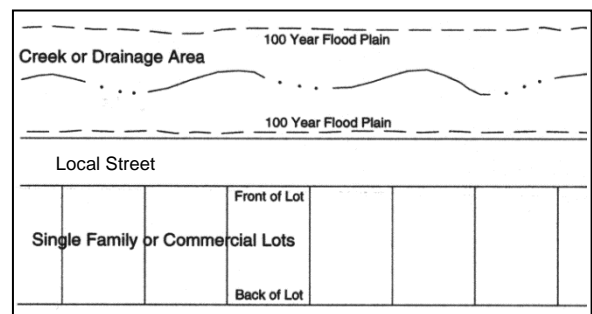 100 Year Flood Plain
Creek or Drainage Area
100 Year Flood Plain
Local Street
Front of Lot
Single Family or Commercial Lots
Back of Lot